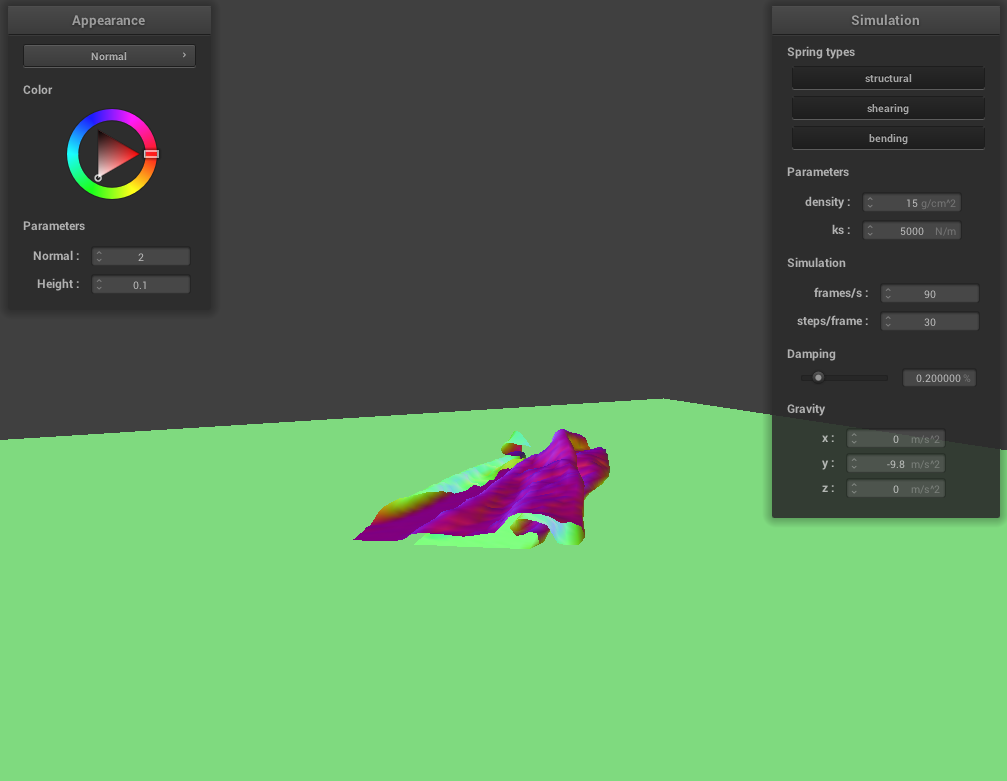 Appearance
Normal
Color
Parameters
Normal : 2
Height : 0.1
Simulation
Spring types
structural
shearing
bending
Parameters
density : 15 g/cm^2
ks : 5000 N/m
Simulation
frames/s : 90
steps/frame : 30
Damping
0.200000 %
Gravity
x : 0 m/s^2
y : -9.8 m/s^2
z : 0 m/s^2